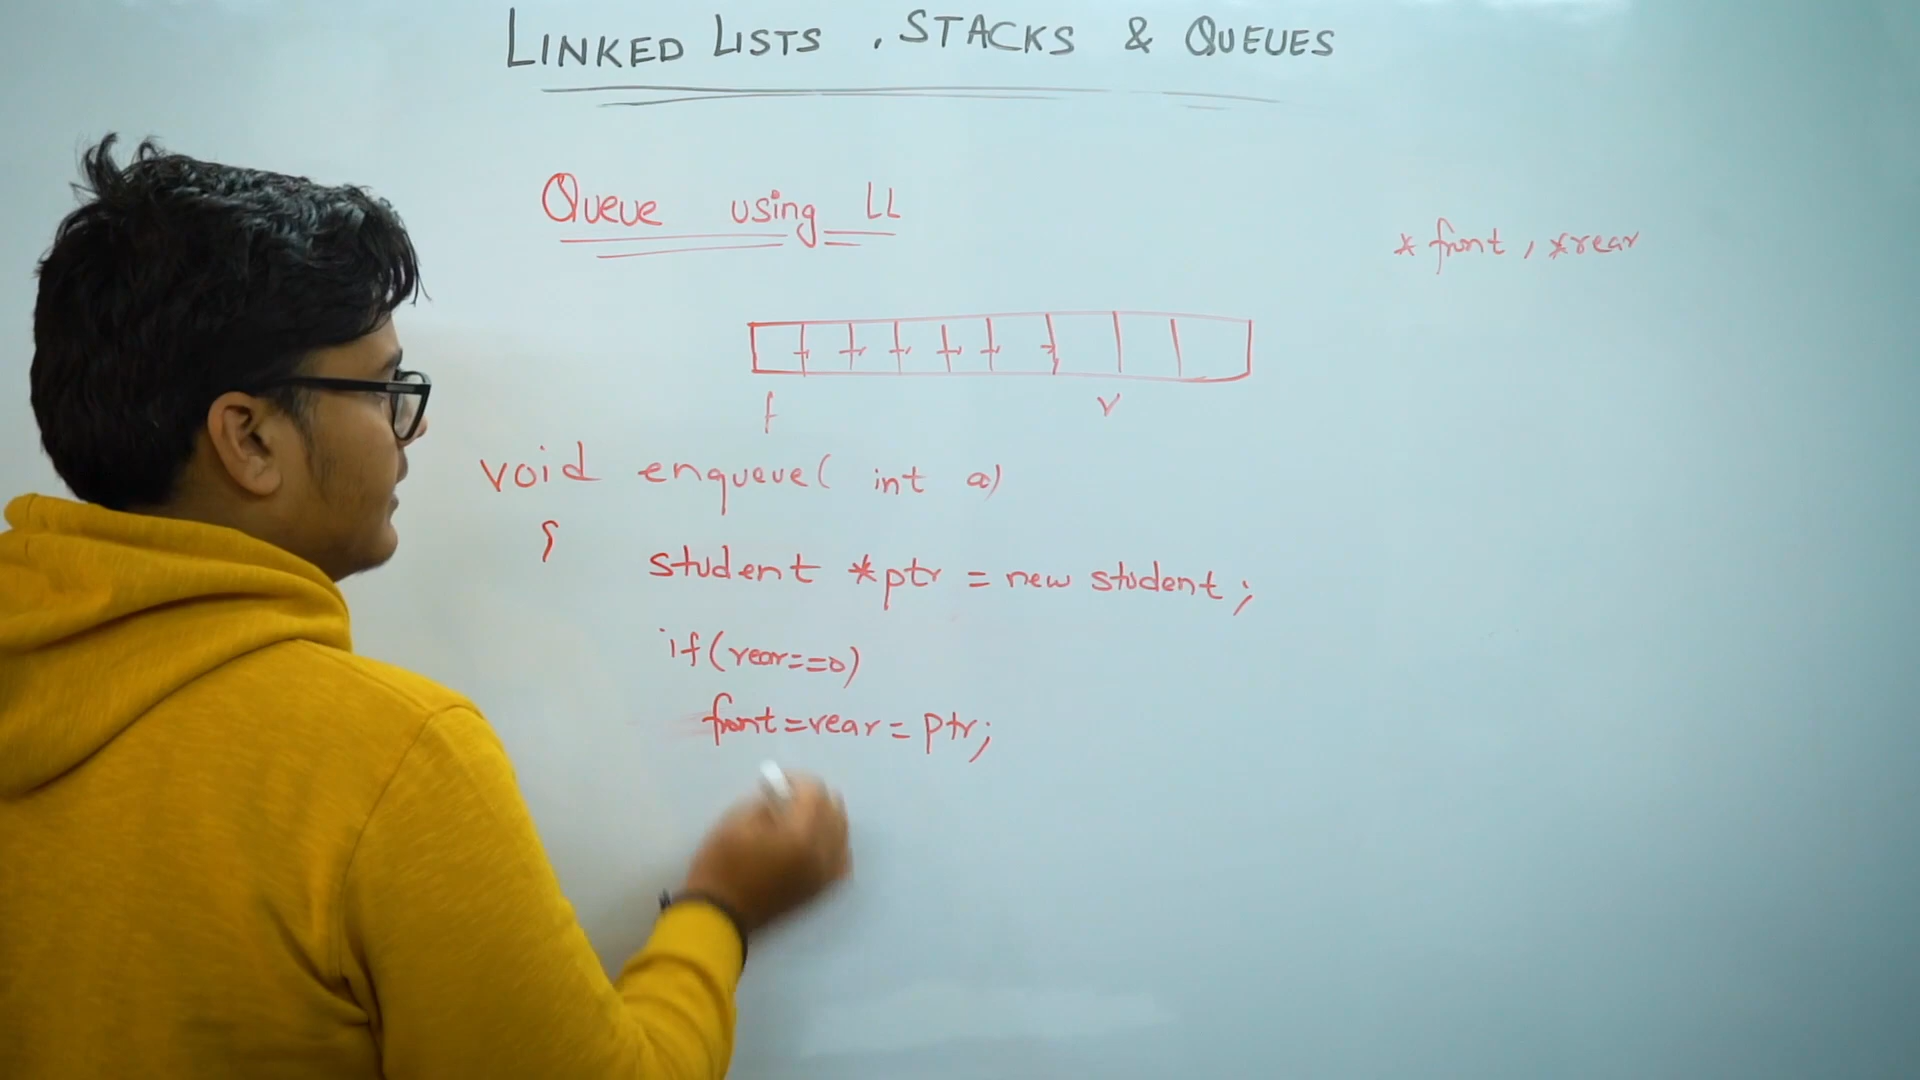 LINKED LISTS , STACKS & QUEUES
Queue using LL
* front , *rear
f r
void enqueue( int a)
{
student *ptr = new student;
if(rear==0)
front=rear=ptr;